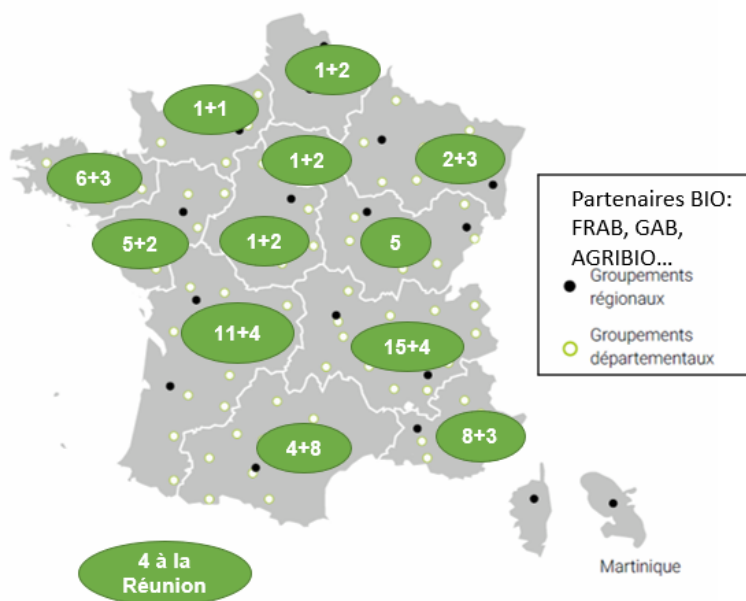 1+2
1+1
1+2
2+3
6+3
5+2
1+2
5
11+4
15+4
4+8
8+3
4 à la
Réunion
Partenaires BIO:
FRAB, GAB,
AGRIBIO...
Groupements
régionaux
Groupements
départementaux
Martinique